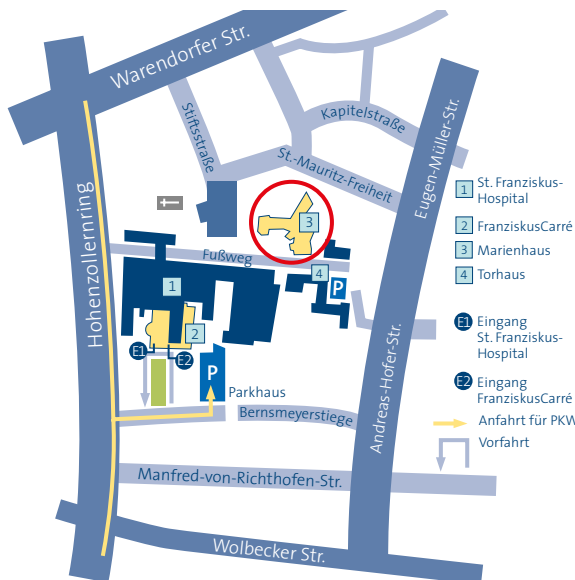 Warendorfer Str.
Kapitelstraße
Stiftsstraße
St.-Mauritz-Freiheit
Eugen-Müller-Str.
Hohenzollernring
3
Fußweg
4
P
1
2
E1
E2
P
Parkhaus
Bernsmeyerstiege
Andreas-Hofer-Str.
Manfred-von-Richthofen-Str.
Wolbecker Str.
1 St. Franziskus-
Hospital
2 FranziskusCarré
3 Marienhaus
4 Torhaus
E1 Eingang
St. Franziskus-
Hospital
E2 Eingang
FranziskusCarré
Anfahrt für PKW
Vorfahrt